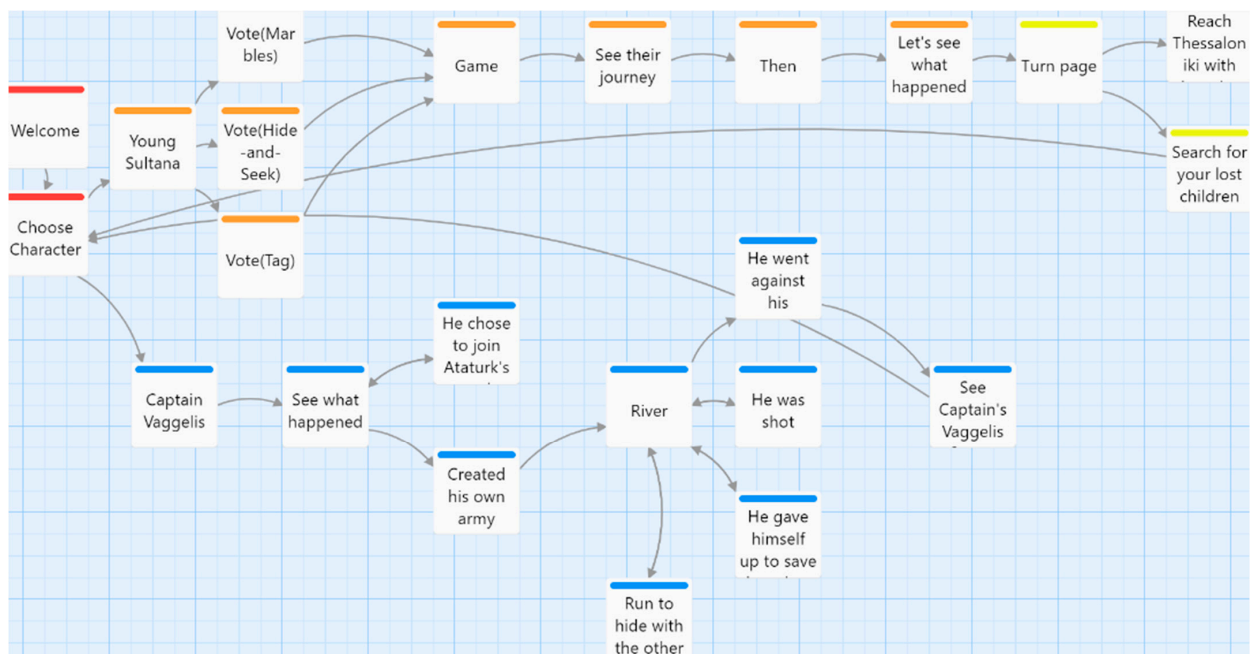 Vote(Mar
bles)
Game
See their
journey
Then
Let's see
what
happened
Turn page
Reach
Thessalon
iki with
Welcome
Young
Sultana
Vote(Hide
-and-
Seek)
Search for
your lost
children
Choose
Character
Vote(Tag)
He went
against
his
He chose
to join
Ataturk's
Captain
Vaggelis
See what
happened
River
He was
shot
See
Captain's
Vaggelis
Created
his own
army
He gave
himself
up to save
Run to
hide with
the other